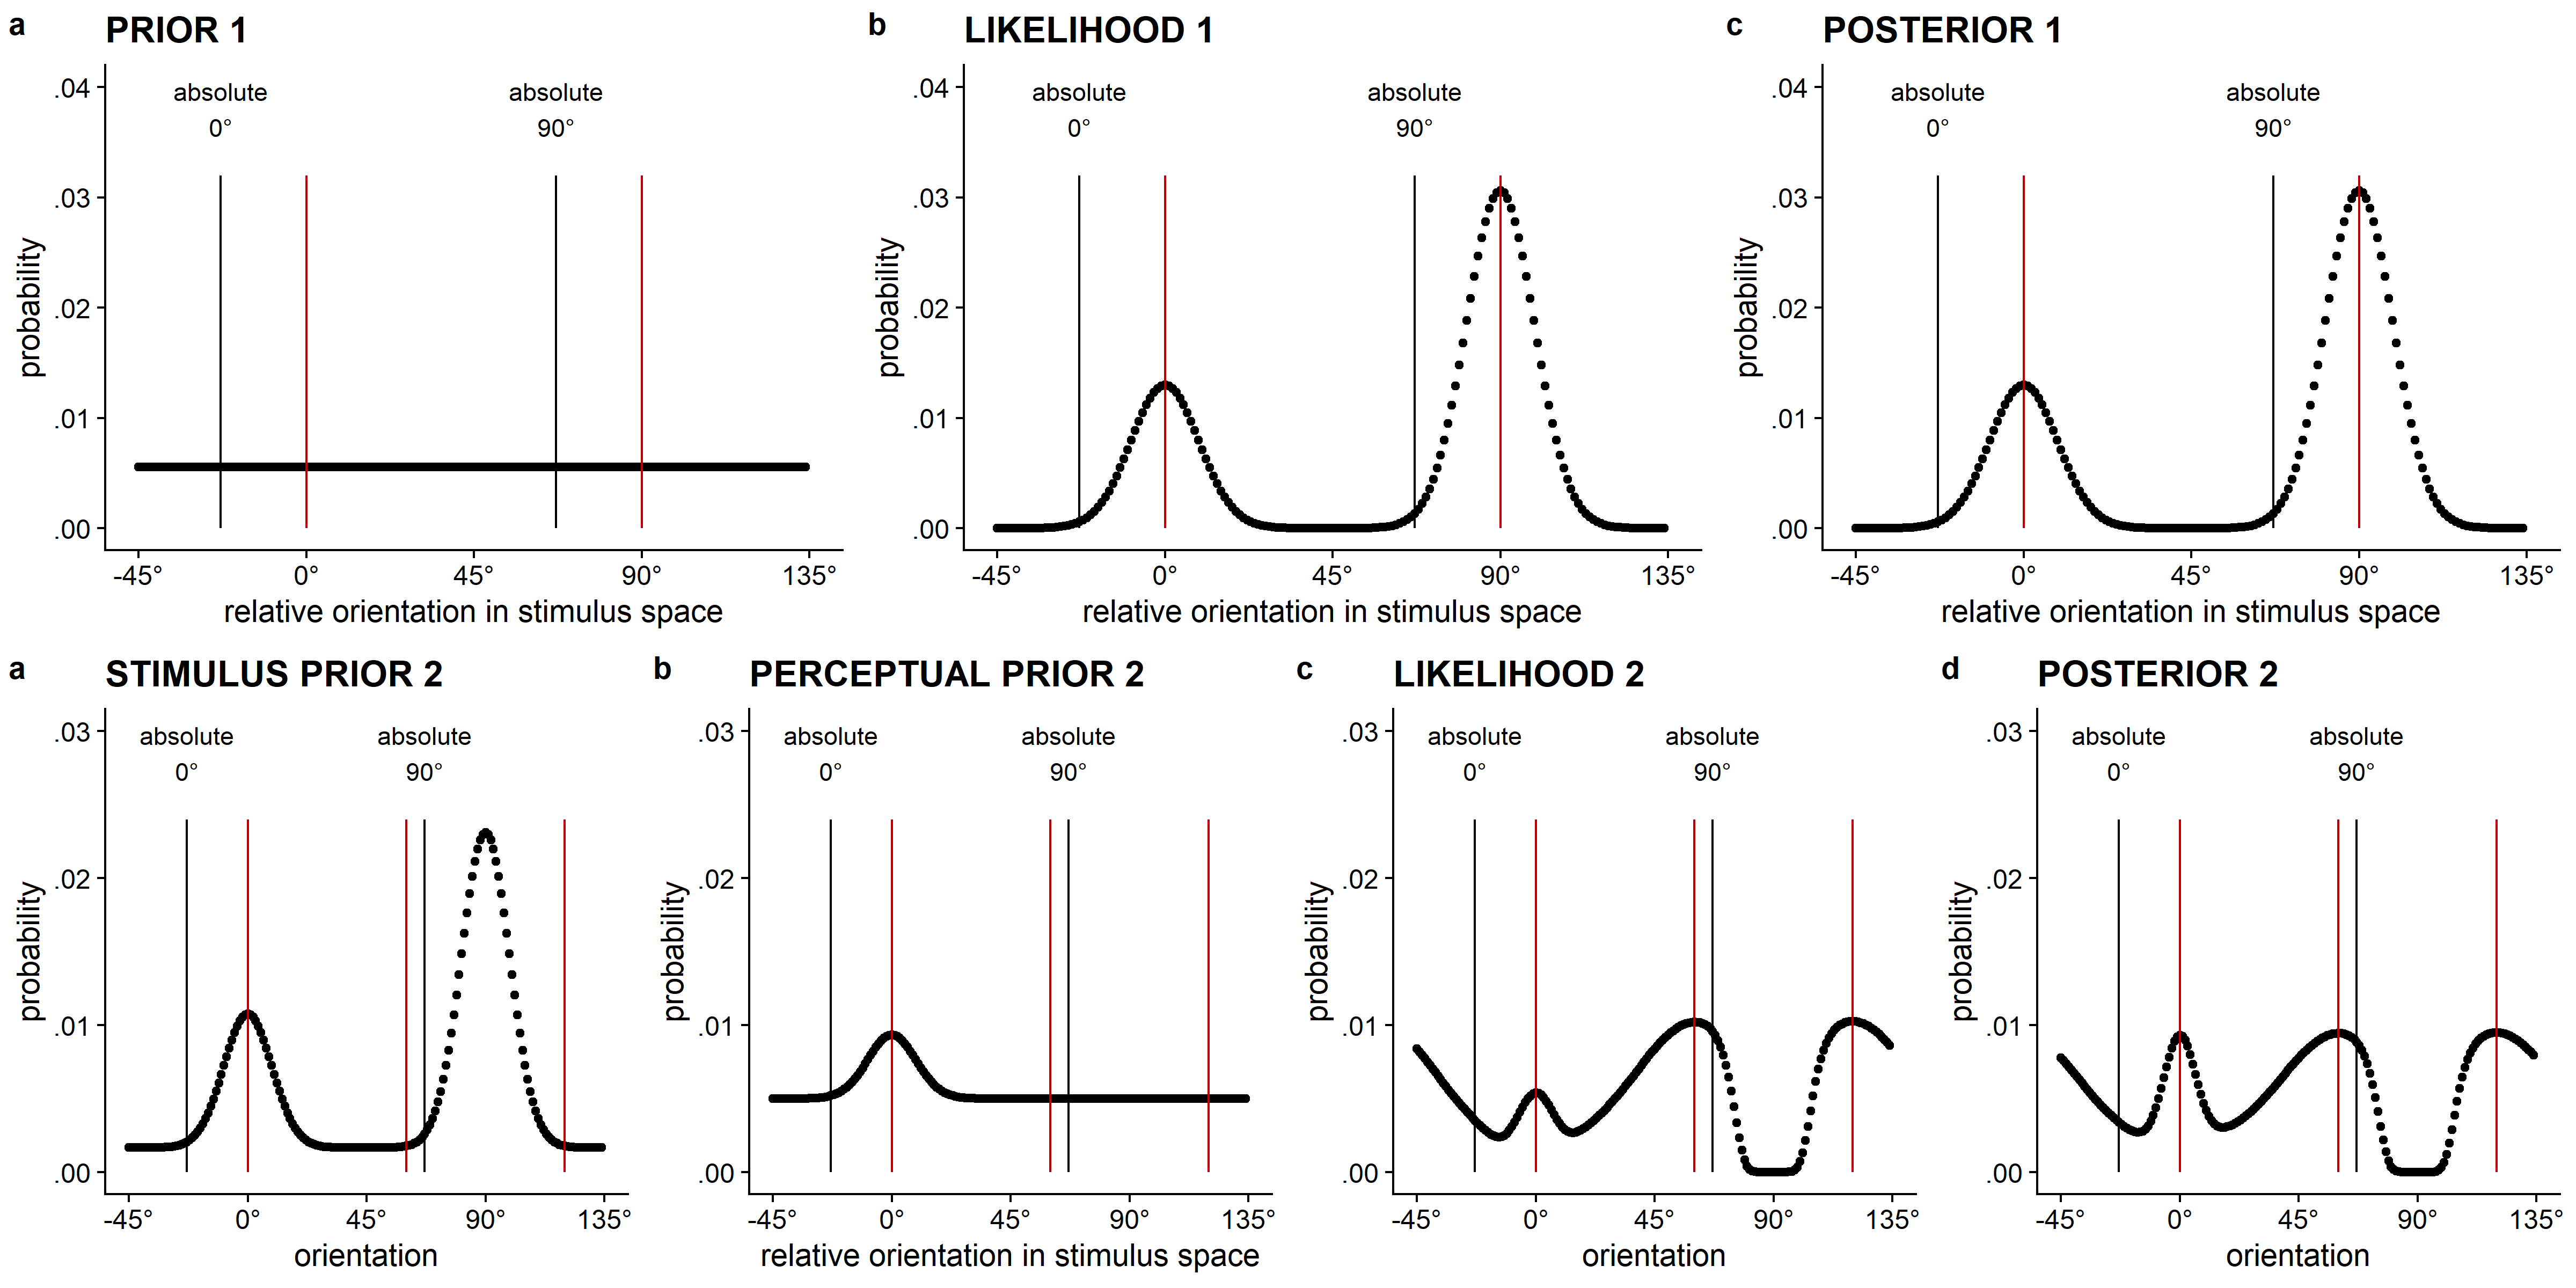 a PRIOR 1
absolute 0°
absolute 90°
.04
.03
.02
.01
.00
probability
-45° 0° 45° 90° 135°
relative orientation in stimulus space
b LIKELIHOOD 1
absolute 0°
absolute 90°
.04
.03
.02
.01
.00
probability
-45° 0° 45° 90° 135°
relative orientation in stimulus space
c POSTERIOR 1
absolute 0°
absolute 90°
.04
.03
.02
.01
.00
probability
-45° 0° 45° 90° 135°
relative orientation in stimulus space
a STIMULUS PRIOR 2
absolute 0°
absolute 90°
.03
.02
.01
.00
probability
-45° 0° 45° 90° 135°
orientation
b PERCEPTUAL PRIOR 2
absolute 0°
absolute 90°
.03
.02
.01
.00
probability
-45° 0° 45° 90° 135°
relative orientation in stimulus space
c LIKELIHOOD 2
absolute 0°
absolute 90°
.03
.02
.01
.00
probability
-45° 0° 45° 90° 135°
orientation
d POSTERIOR 2
absolute 0°
absolute 90°
.03
.02
.01
.00
probability
-45° 0° 45° 90° 135°
orientation